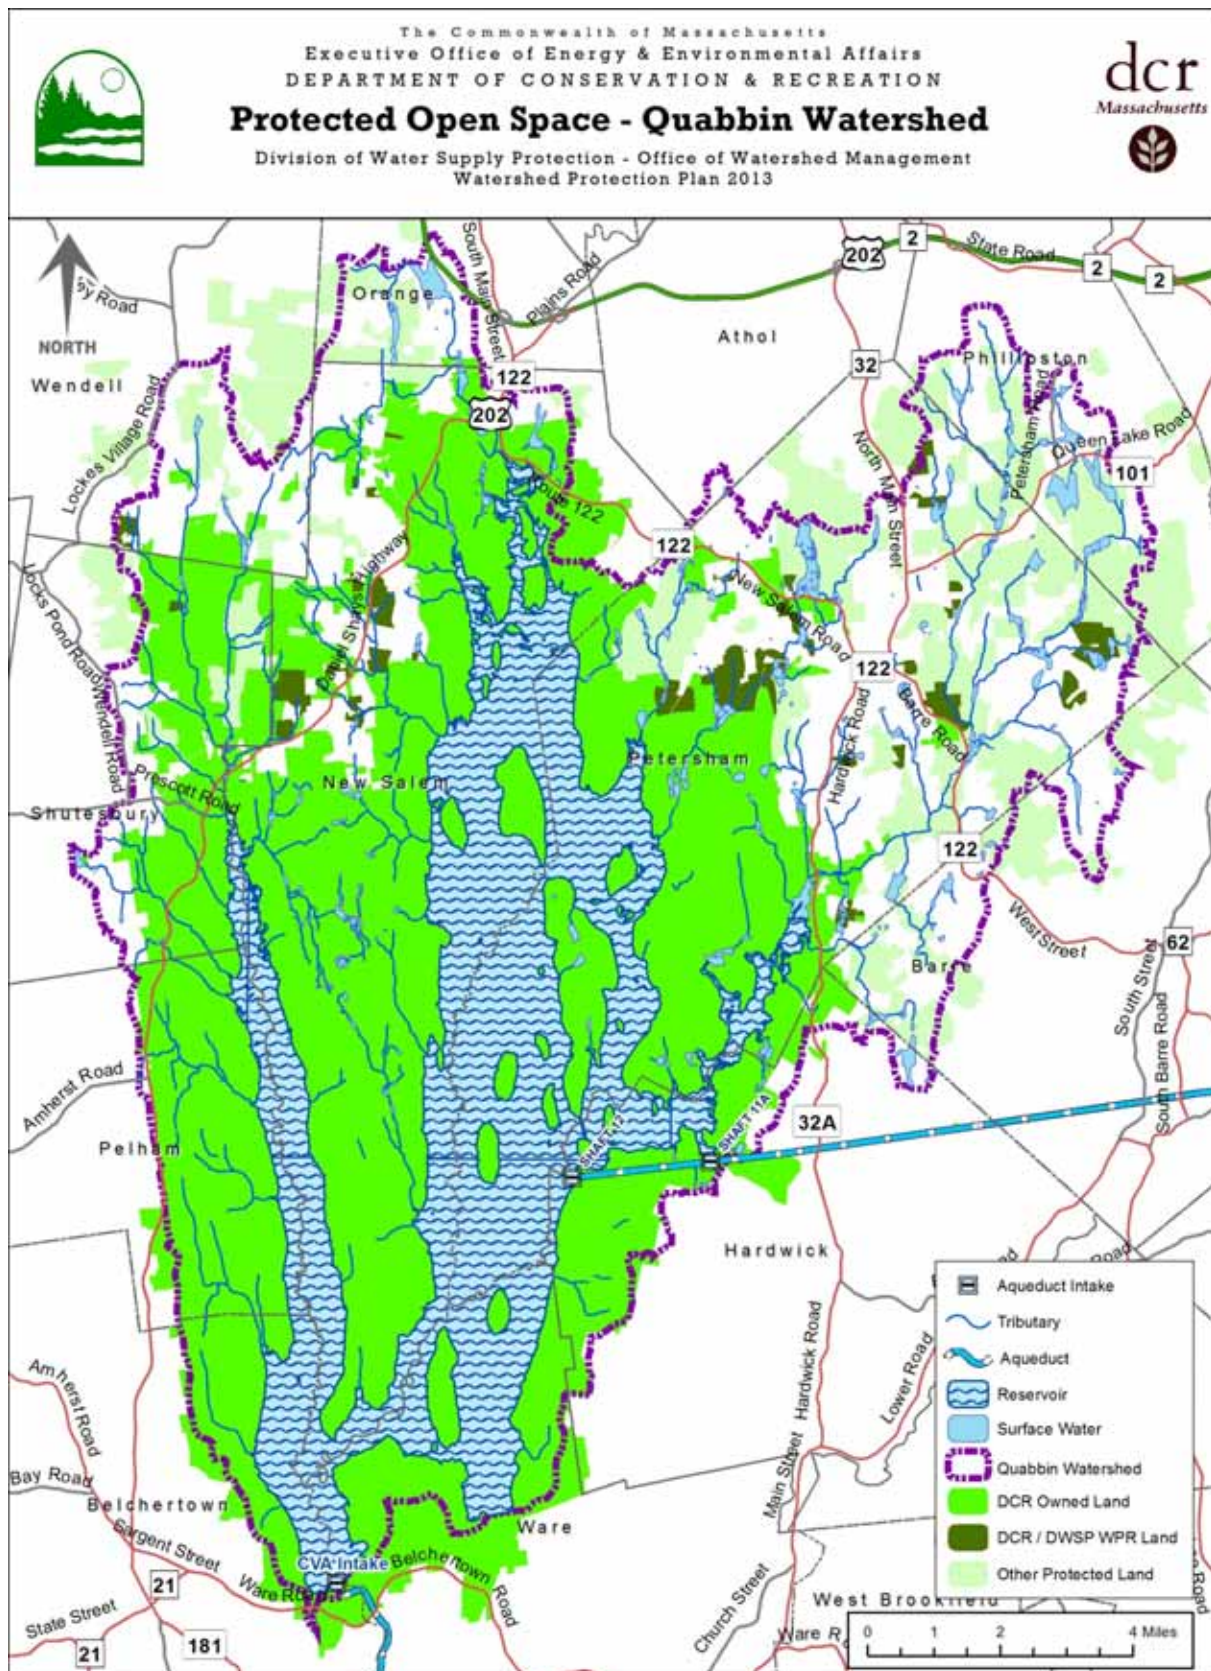 The Commonwealth of Massachusetts
Executive Office of Energy & Environmental Affairs
DEPARTMENT OF CONSERVATION & RECREATION
Protected Open Space - Quabbin Watershed
Division of Water Supply Protection - Office of Watershed Management
Watershed Protection Plan 2013
dcr
Massachusetts
NORTH
Wendell
Orange
South Main Street
Plains Road
202
2
State Road
2
2
Athol
122
202
32
Phillipston
Lockes Village Road
Route 122
North Main Street
Petersham Road
Queen Lake Road
101
122
Daniel Shays Highway
New Salem Road
Locks Pond Road
Wendell Road
122
Hardwick Road
Barre Road
Petersham
New Salem
Prescott Road
Shutesbury
122
West Street
62
Barre
South Street
South Barre Road
Amherst Road
Pelham
SHAFT 12
SHAFT 11A
32A
Hardwick
Road
Road
Hardwick Road
Lower Road
Main Street
Amherst Road
Bay Road
Belchertown
Sargent Street
Ware
CVA Intake
Belchertown Road
Ware Road
21
State Street
21
181
Church Street
West Brookfield
Road
Aqueduct Intake
Tributary
Aqueduct
Reservoir
Surface Water
Quabbin Watershed
DCR Owned Land
DCR / DWSP WPR Land
Other Protected Land
0 1 2 4 Miles